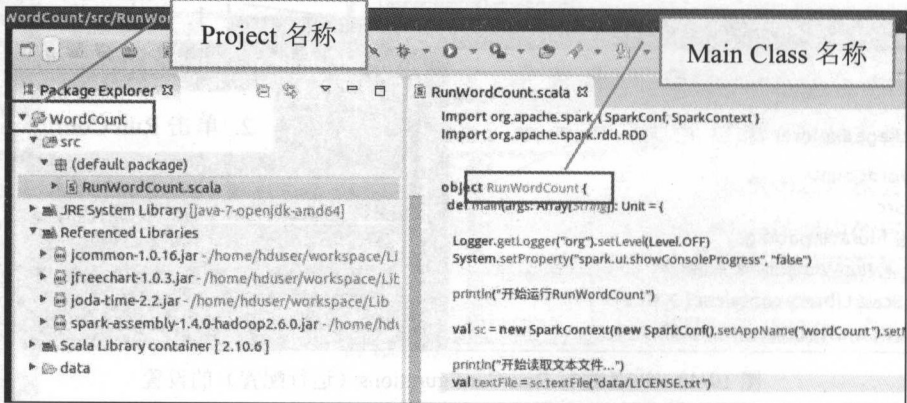 WordCount/src/RunWor
Project 名称
Main Class 名称
Package Explorer
WordCount
src
(default package)
RunWordCount.scala
JRE System Library [java-7-openjdk-amd64]
Referenced Libraries
jcommon-1.0.16.jar - /home/hduser/workspace/Li
jfreechart-1.0.3.jar - /home/hduser/workspace/Lib
joda-time-2.2.jar - /home/hduser/workspace/Lib
spark-assembly-1.4.0-hadoop2.6.0.jar - /home/hdu
Scala Library container [ 2.10.6 ]
data
RunWordCount.scala
Import org.apache.spark.{ SparkConf, SparkContext }
Import org.apache.spark.rdd.RDD
object RunWordCount {
def main(args: Array[String]): Unit = {
Logger.getLogger("org").setLevel(Level.OFF)
System.setProperty("spark.ui.showConsoleProgress", "false")
println("开始运行RunWordCount")
val sc = new SparkContext(new SparkConf().setAppName("wordCount").setM
println("开始读取文本文件...")
val textFile = sc.textFile("data/LICENSE.txt")